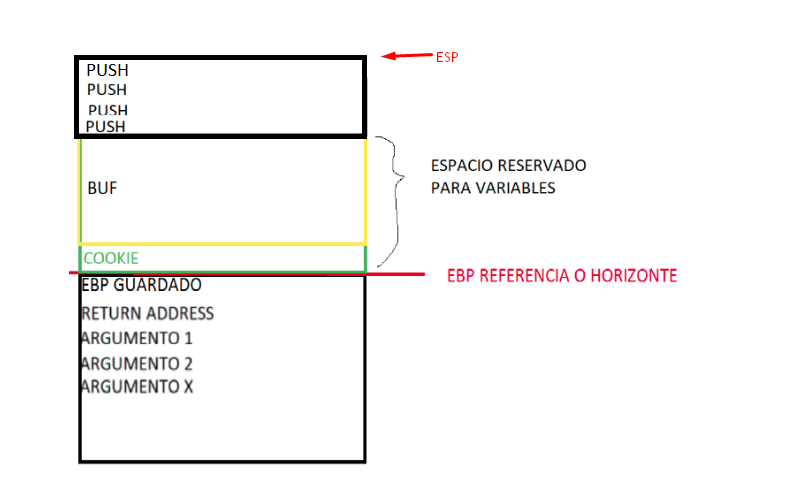 ESP
PUSH
PUSH
PUSH
PUSH
BUF
ESPACIO RESERVADO
PARA VARIABLES
COOKIE
EBP REFERENCIA O HORIZONTE
EBP GUARDADO
RETURN ADDRESS
ARGUMENTO 1
ARGUMENTO 2
ARGUMENTO X